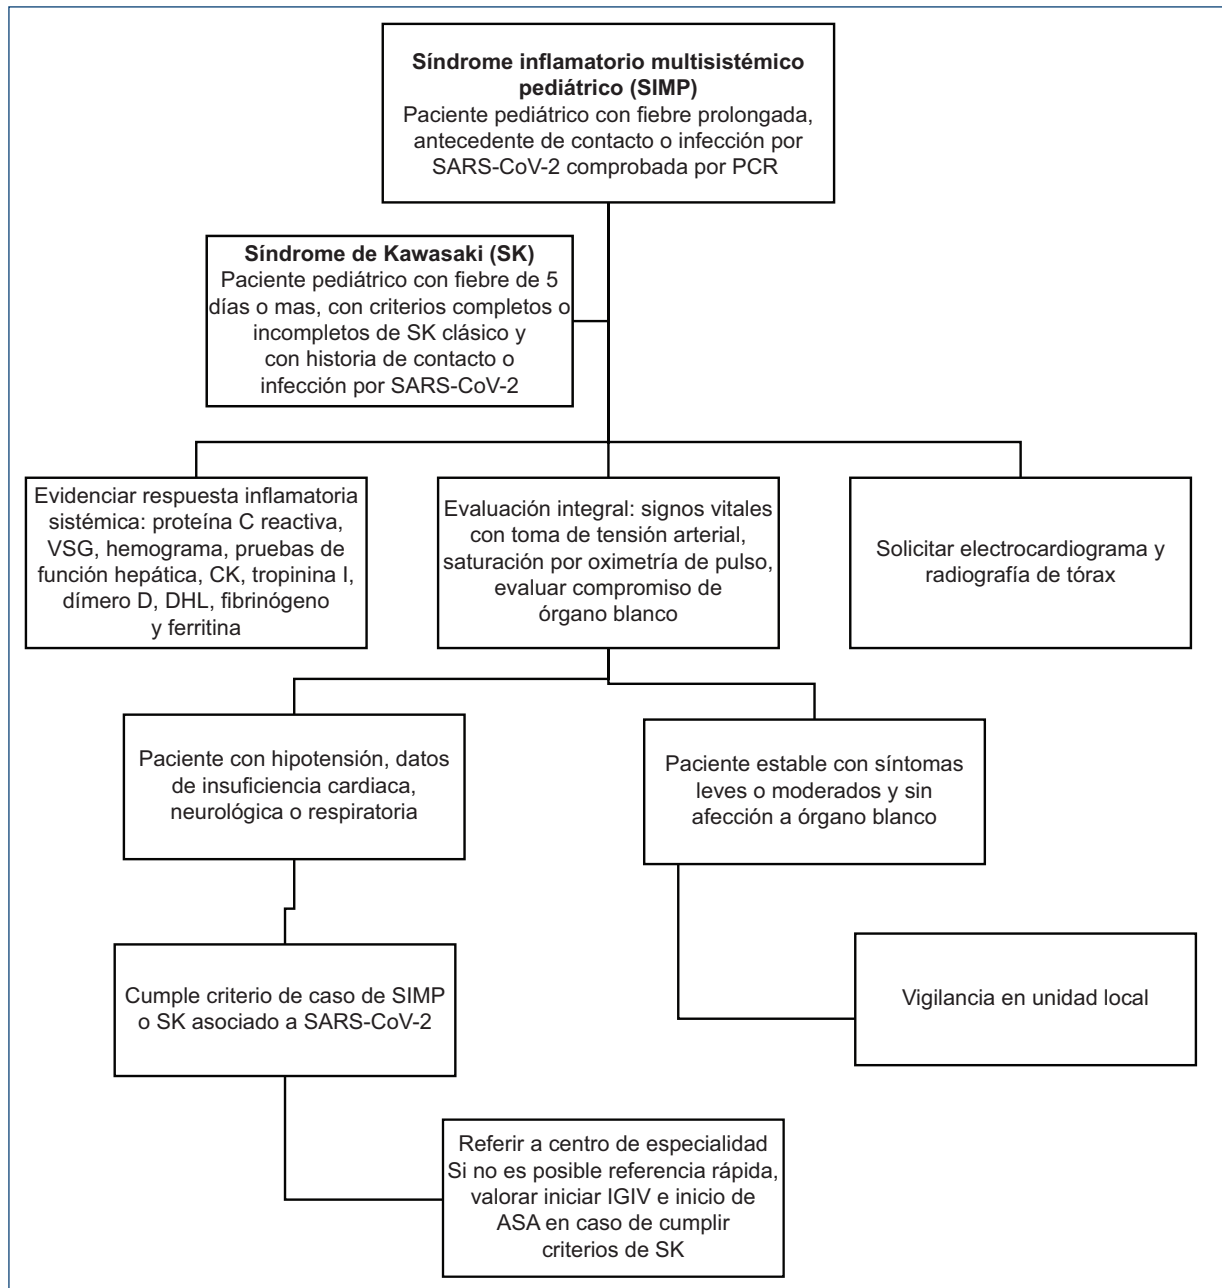 Síndrome inflamatorio multisistémico
pediátrico (SIMP)
Paciente pediátrico con fiebre prolongada,
antecedente de contacto o infección por
SARS-CoV-2 comprobada por PCR
Síndrome de Kawasaki (SK)
Paciente pediátrico con fiebre de 5
días o mas, con criterios completos o
incompletos de SK clásico y
con historia de contacto o
infección por SARS-CoV-2
Evidenciar respuesta inflamatoria
sistémica: proteína C reactiva,
VSG, hemograma, pruebas de
función hepática, CK, tropinina I,
dímero D, DHL, fibrinógeno
y ferritina
Evaluación integral: signos vitales
con toma de tensión arterial,
saturación por oximetría de pulso,
evaluar compromiso de
órgano blanco
Solicitar electrocardiograma y
radiografía de tórax
Paciente con hipotensión, datos
de insuficiencia cardiaca,
neurológica o respiratoria
Paciente estable con síntomas
leves o moderados y sin
afección a órgano blanco
Cumple criterio de caso de SIMP
o SK asociado a SARS-CoV-2
Vigilancia en unidad local
Referir a centro de especialidad
Si no es posible referencia rápida,
valorar iniciar IGIV e inicio de
ASA en caso de cumplir
criterios de SK